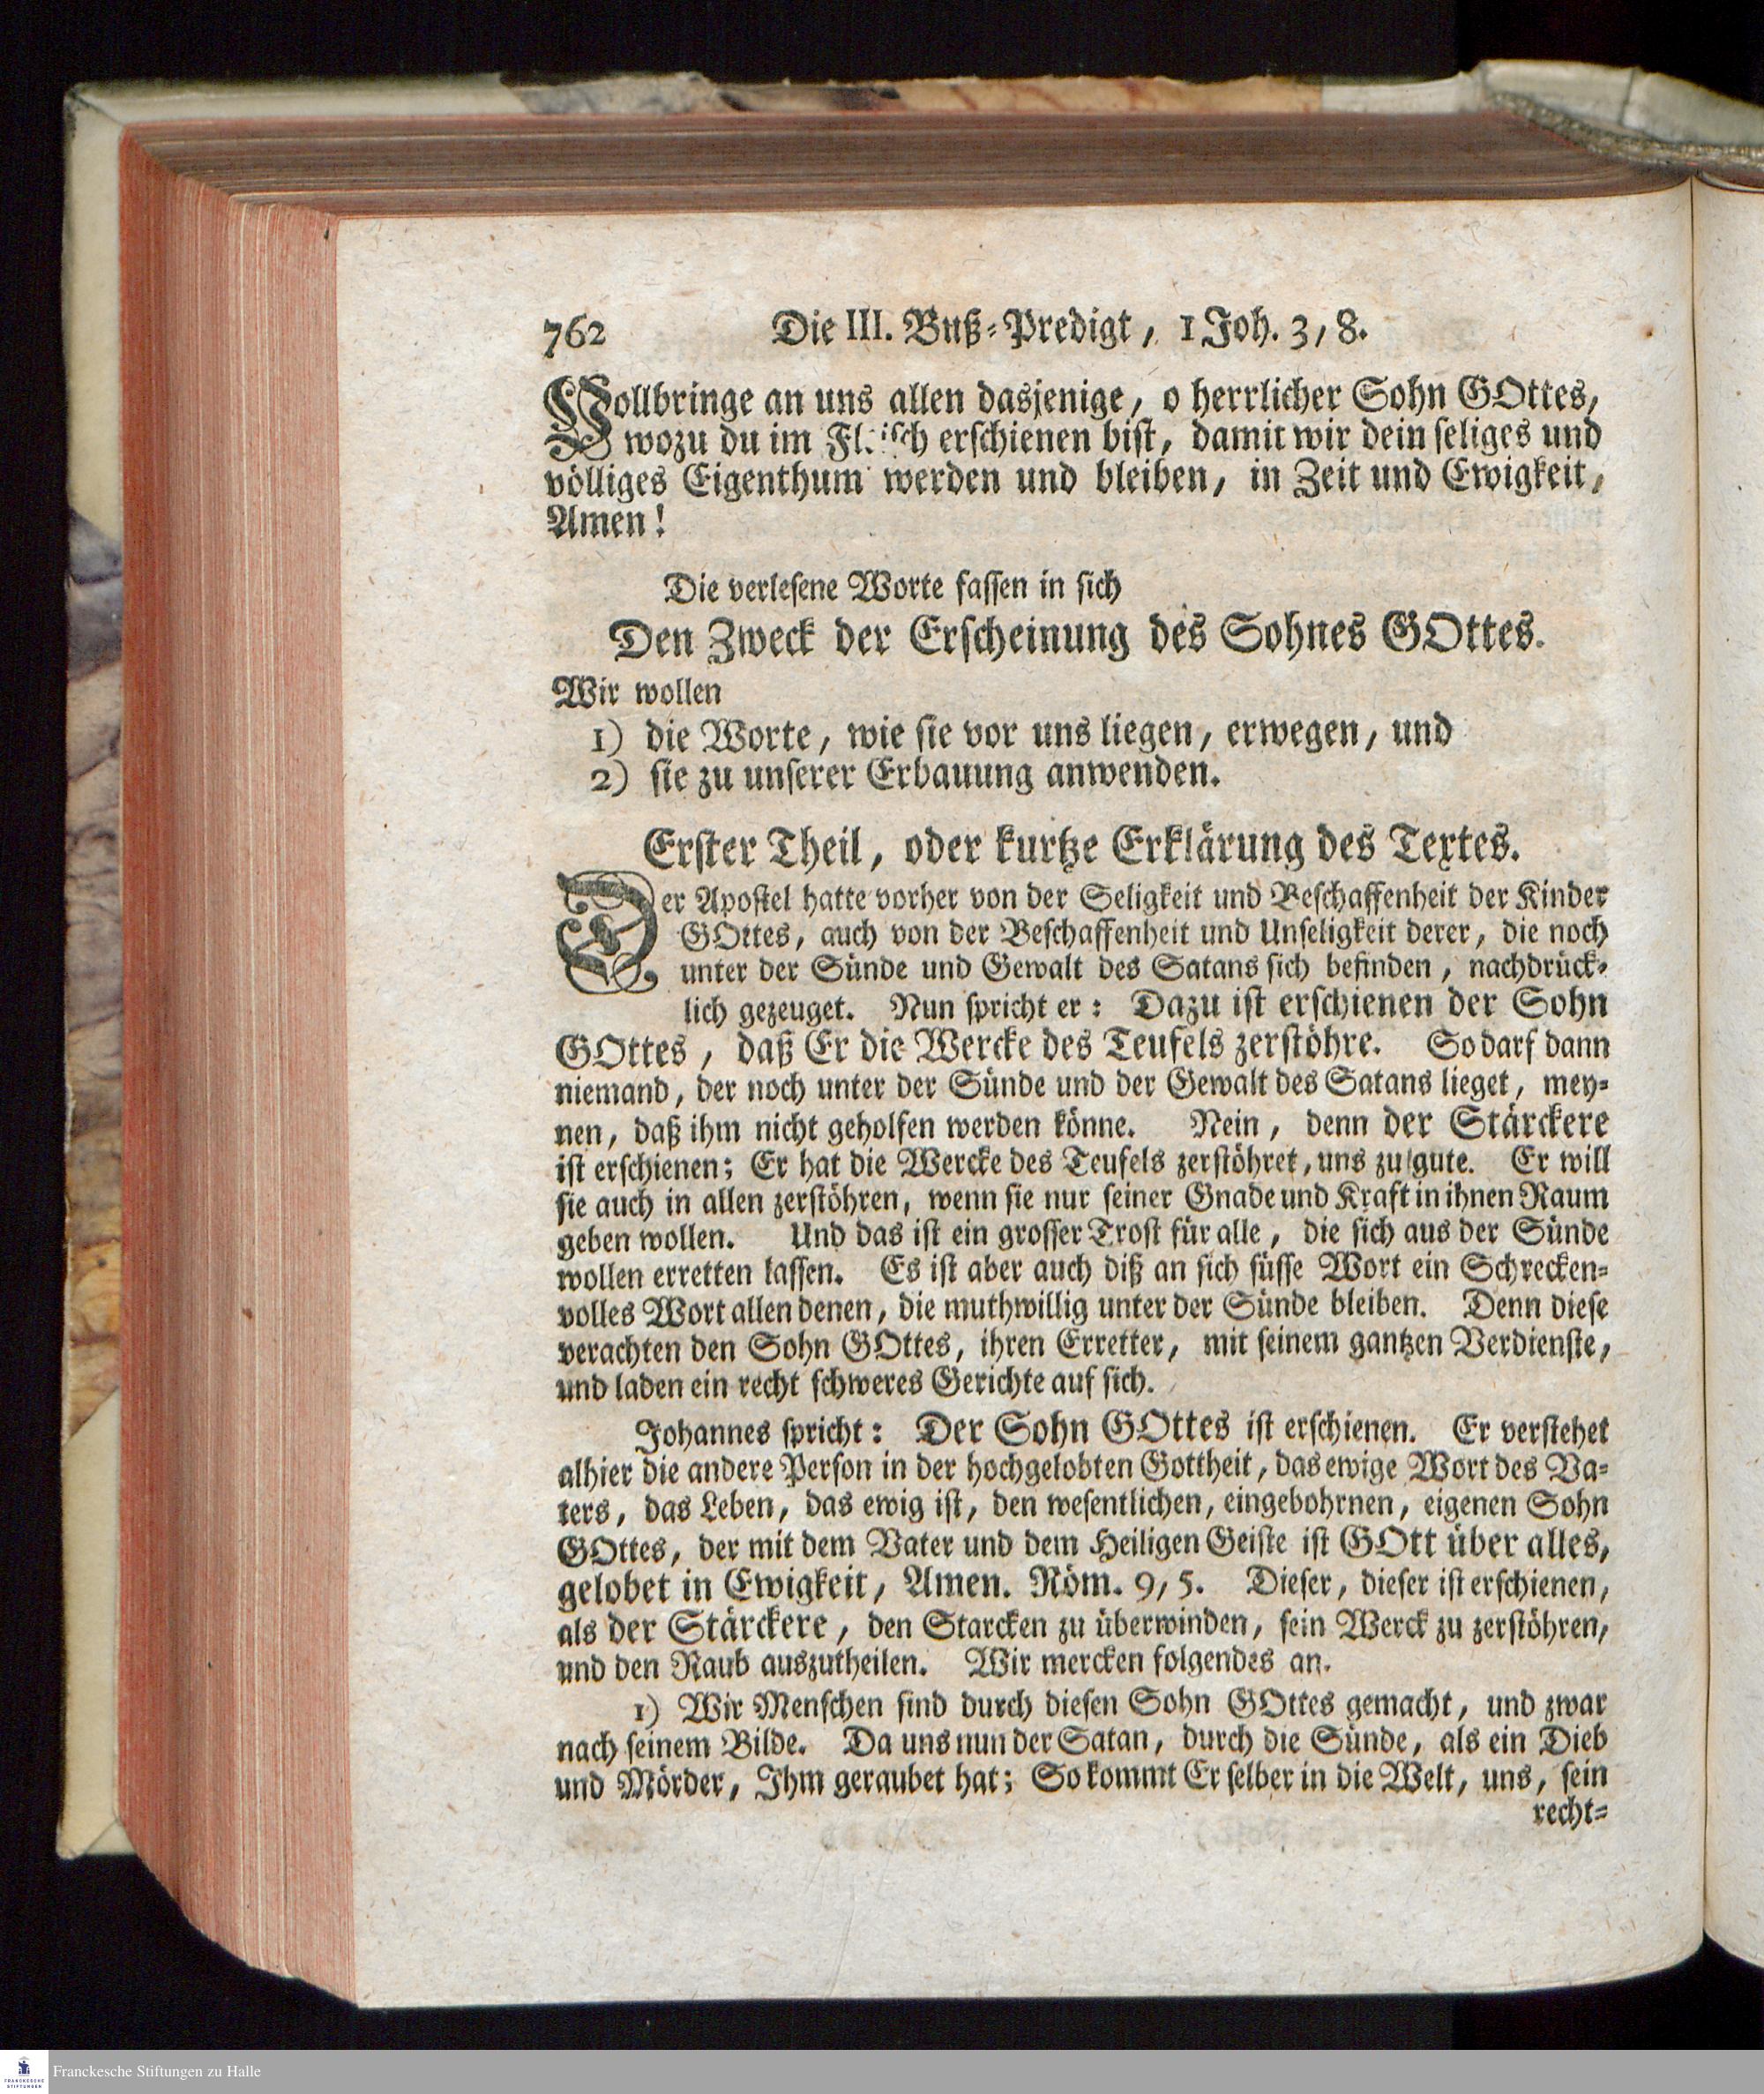 762 Die III. Buß-Predigt, 1 Joh. 3, 8.
Vollbringe an uns allen dasjenige, o herrlicher Sohn GOttes,
wozu du im Fleisch erschienen bist, damit wir dein seliges und
völliges Eigenthum werden und bleiben, in Zeit und Ewigkeit,
Amen!
Die verlesene Worte fassen in sich
Den Zweck der Erscheinung des Sohnes GOttes.
Wir wollen
1) die Worte, wie sie vor uns liegen, erwegen, und
2) sie zu unserer Erbauung anwenden.
Erster Theil, oder kurtze Erklärung des Textes.
Der Apostel hatte vorher von der Seligkeit und Beschaffenheit der Kinder
GOttes, auch von der Beschaffenheit und Unseligkeit derer, die noch
unter der Sünde und Gewalt des Satans sich befinden, nachdrück-
lich gezeuget. Nun spricht er: Dazu ist erschienen der Sohn
GOttes, daß Er die Wercke des Teufels zerstöhre. So darf dann
niemand, der noch unter der Sünde und der Gewalt des Satans lieget, mey-
nen, daß ihm nicht geholfen werden könne. Nein, denn der Stärckere
ist erschienen; Er hat die Wercke des Teufels zerstöhret, uns zu gute. Er will
sie auch in allen zerstöhren, wenn sie nur seiner Gnade und Kraft in ihnen Raum
geben wollen. Und das ist ein grosser Trost für alle, die sich aus der Sünde
wollen erretten lassen. Es ist aber auch diß an sich süsse Wort ein Schrecken-
volles Wort allen denen, die muthwillig unter der Sünde bleiben. Denn diese
verachten den Sohn GOttes, ihren Erretter, mit seinem gantzen Verdienste,
und laden ein recht schweres Gerichte auf sich.
Johannes spricht: Der Sohn GOttes ist erschienen. Er verstehet
alhier die andere Person in der hochgelobten Gottheit, das ewige Wort des Va-
ters, das Leben, das ewig ist, den wesentlichen, eingebohrnen, eigenen Sohn
GOttes, der mit dem Vater und dem Heiligen Geiste ist GOtt über alles,
gelobet in Ewigkeit, Amen. Röm. 9, 5. Dieser, dieser ist erschienen,
als der Stärckere, den Starcken zu überwinden, sein Werck zu zerstöhren,
und den Raub auszutheilen. Wir mercken folgendes an.
1) Wir Menschen sind durch diesen Sohn GOttes gemacht, und zwar
nach seinem Bilde. Da uns nun der Satan, durch die Sünde, als ein Dieb
und Mörder, Ihm geraubet hat; So kommt Er selber in die Welt, uns, sein
recht-
FRANCKESCHE
STIFTUNGEN
Franckesche Stiftungen zu Halle